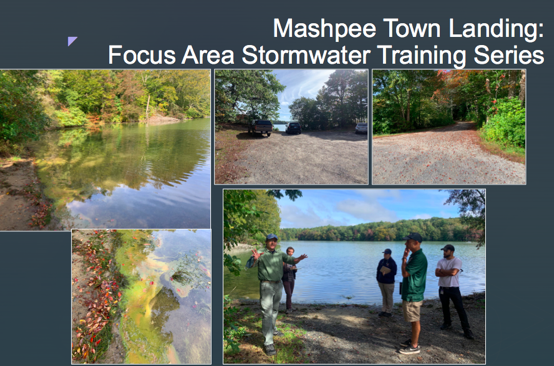 Mashpee Town Landing:
Focus Area Stormwater Training Series